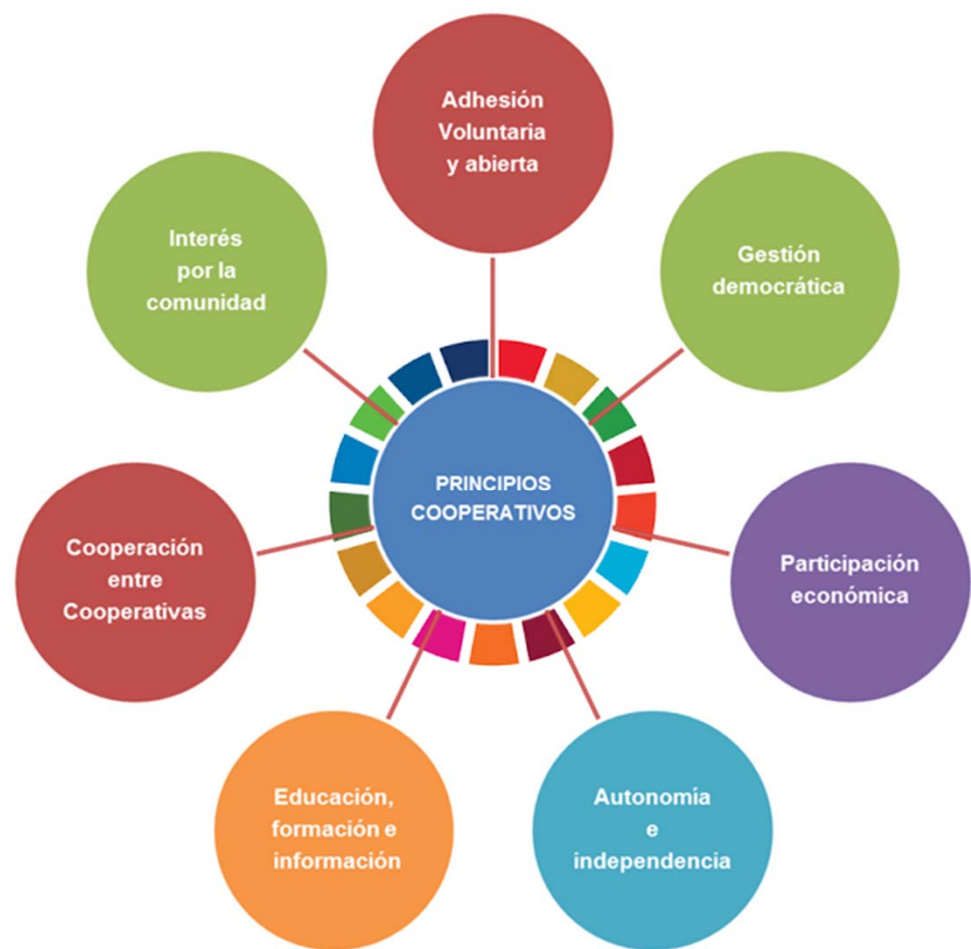 Adhesión
Voluntaria
y abierta
Gestión
democrática
Participación
económica
Autonomía
e
independencia
Educación,
formación e
información
Cooperación
entre
Cooperativas
Interés
por la
comunidad
PRINCIPIOS
COOPERATIVOS